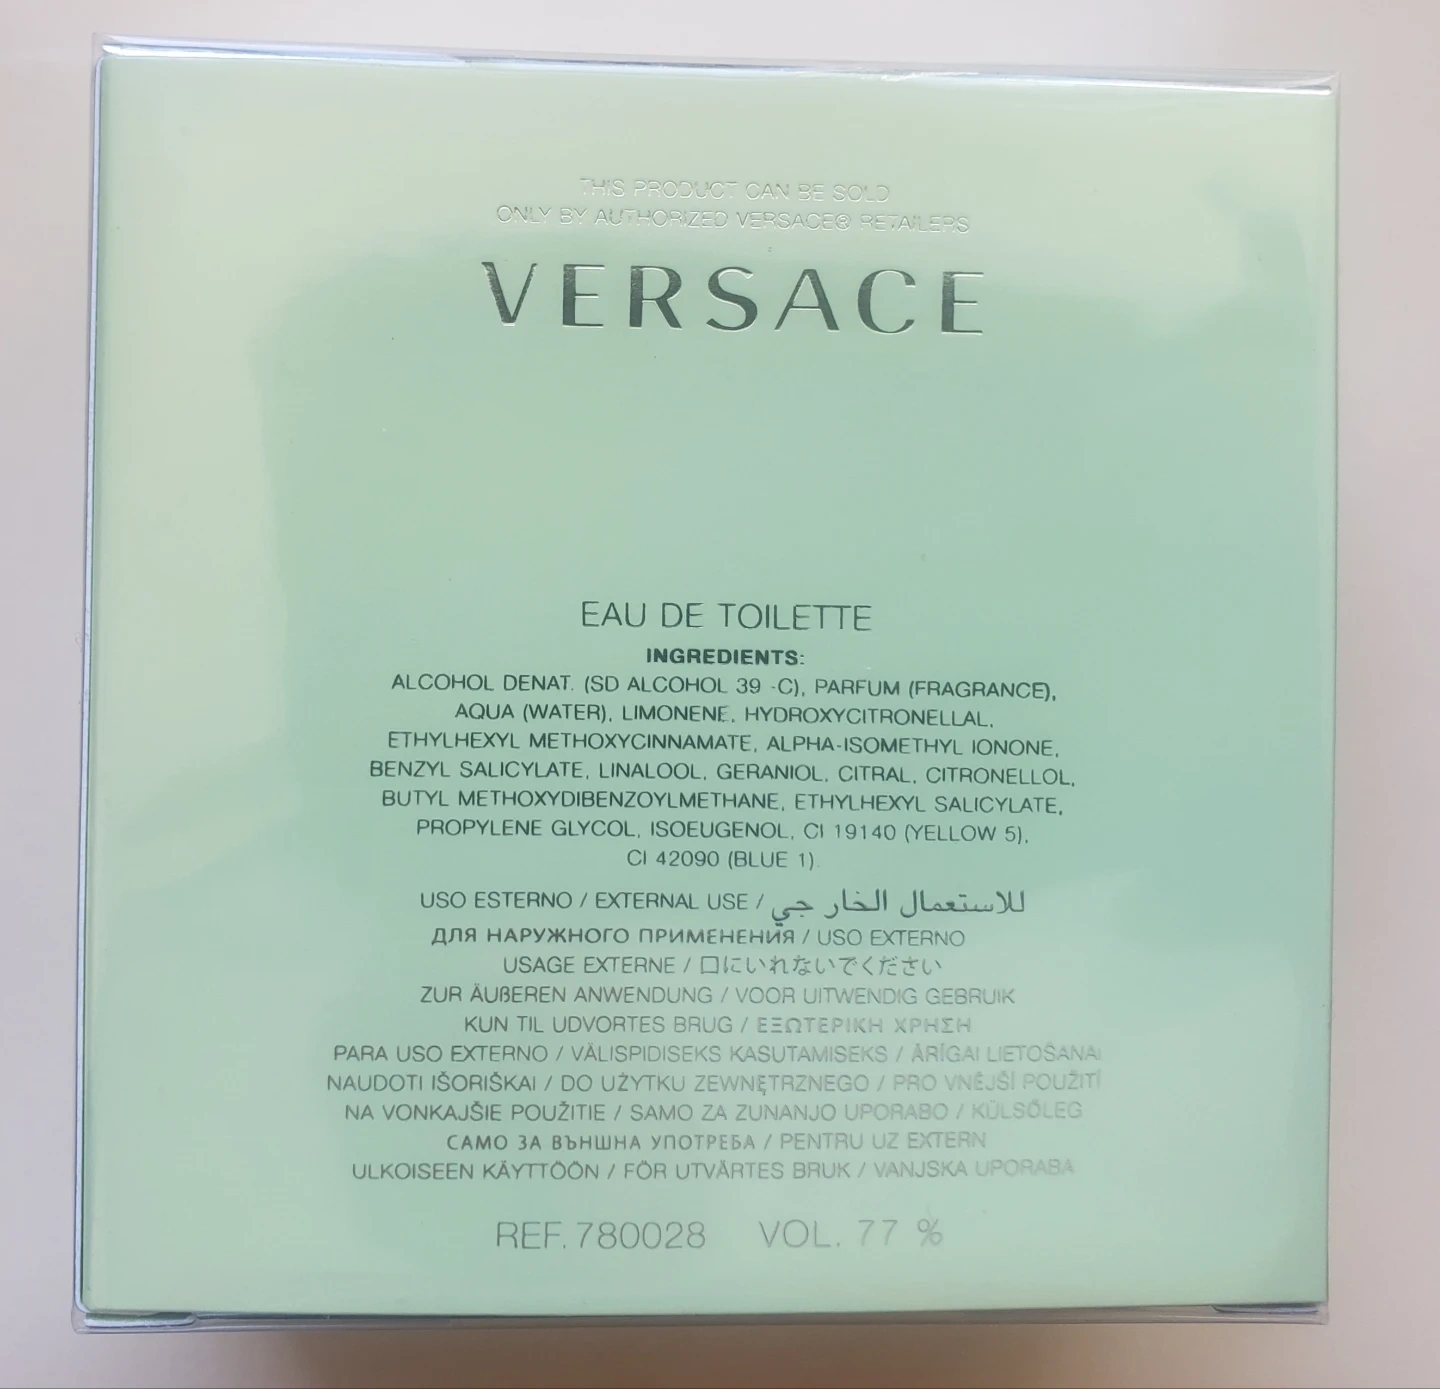 THIS PRODUCT CAN BE SOLD
ONLY BY AUTHORIZED VERSACE® RETAILERS
VERSACE
EAU DE TOILETTE
INGREDIENTS:
ALCOHOL DENAT. (SD ALCOHOL 39 -C), PARFUM (FRAGRANCE),
AQUA (WATER), LIMONENE, HYDROXYCITRONELLAL,
ETHYLHEXYL METHOXYCINNAMATE, ALPHA-ISOMETHYL IONONE,
BENZYL SALICYLATE, LINALOOL, GERANIOL, CITRAL, CITRONELLOL,
BUTYL METHOXYDIBENZOYLMETHANE, ETHYLHEXYL SALICYLATE,
PROPYLENE GLYCOL, ISOEUGENOL, CI 19140 (YELLOW 5),
CI 42090 (BLUE 1).
USO ESTERNO / EXTERNAL USE / للاستعمال الخارجي
ДЛЯ НАРУЖНОГО ПРИМЕНЕНИЯ / USO EXTERNO
USAGE EXTERNE / 口にいれないでください
ZUR ÄUßEREN ANWENDUNG / VOOR UITWENDIG GEBRUIK
KUN TIL UDVORTES BRUG / ΕΞΩΤΕΡΙΚΗ ΧΡΗΣΗ
PARA USO EXTERNO / VÄLISPIDISEKS KASUTAMISEKS / ĀRĪGAI LIETOŠANAI
NAUDOTI IŠORIŠKAI / DO UŻYTKU ZEWNĘTRZNEGO / PRO VNĚJŠÍ POUŽITÍ
NA VONKAJŠIE POUŽITIE / SAMO ZA ZUNANJO UPORABO / KÜLSŐLEG
САМО ЗА ВЪНШНА УПОТРЕБА / PENTRU UZ EXTERN
ULKOISEEN KÄYTTÖÖN / FÖR UTVÄRTES BRUK / VANJSKA UPORABA
REF. 780028 VOL. 77 %